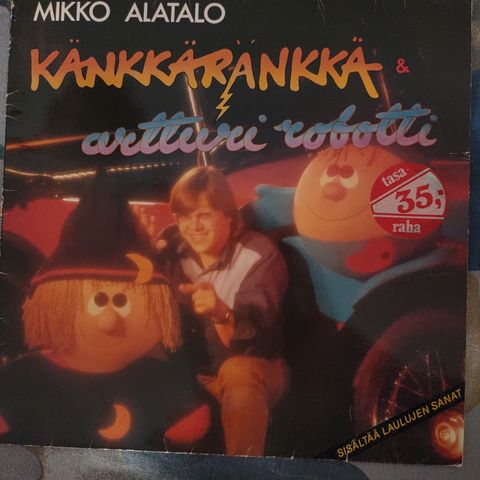 MIKKO ALATALO
KÄNKKÄRÄNKKÄ &
artturi robotti
tasa-
35,-
raha
SISÄLTÄÄ LAULUJEN SANAT